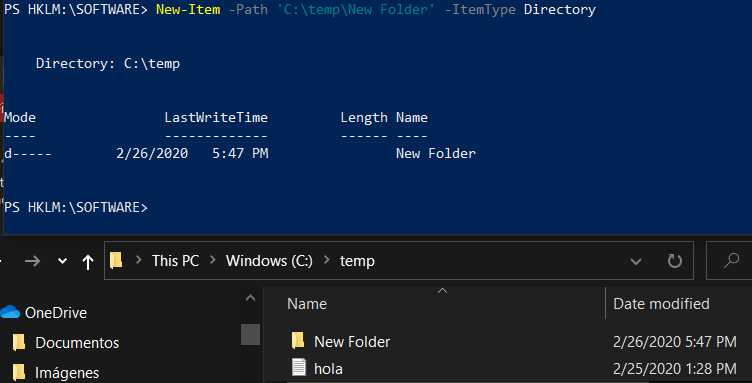 PS HKLM:\SOFTWARE> New-Item -Path 'C:\temp\New Folder' -ItemType Directory
Directory: C:\temp
Mode LastWriteTime Length Name
---- ------------- ------ ----
d----- 2/26/2020 5:47 PM New Folder
PS HKLM:\SOFTWARE>
This PC > Windows (C:) > temp
Name Date modified
OneDrive
New Folder 2/26/2020 5:47 PM
Documentos
hola 2/25/2020 1:28 PM
Imágenes